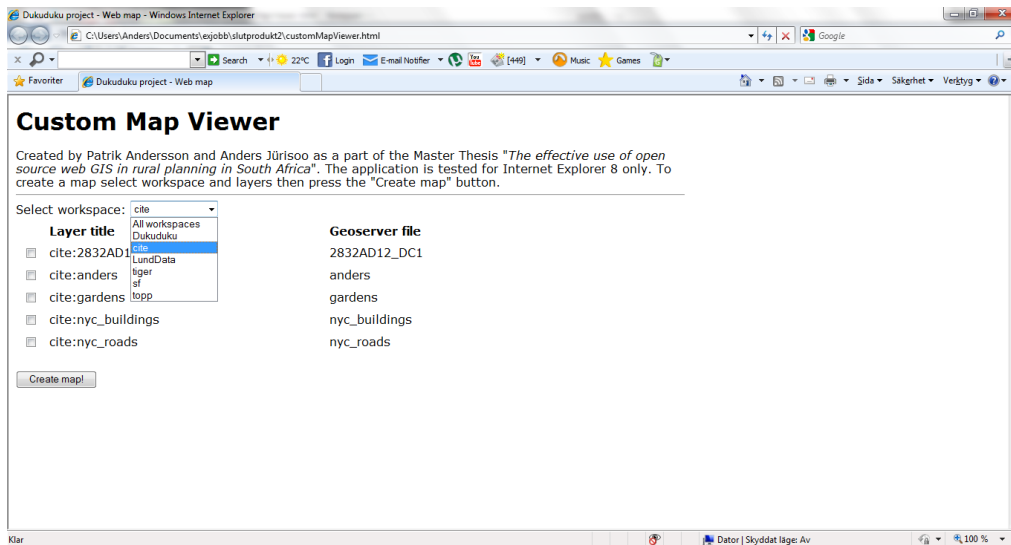 Dukuduku project - Web map - Windows Internet Explorer
C:\Users\Anders\Documents\exjobb\slutprodukt2\customMapViewer.html
Google
Search
22°C
Login
E-mail Notifier
You Tube
[449]
Music
Games
Favoriter
Dukuduku project - Web map
Sida
Säkerhet
Verktyg
Custom Map Viewer
Created by Patrik Andersson and Anders Jürisoo as a part of the Master Thesis "The effective use of open
source web GIS in rural planning in South Africa". The application is tested for Internet Explorer 8 only. To
create a map select workspace and layers then press the "Create map" button.
Select workspace: cite
All workspaces
Dukuduku
cite
LundData
tiger
sf
topp
Layer title Geoserver file
cite:2832AD1 2832AD12_DC1
cite:anders anders
cite:gardens gardens
cite:nyc_buildings nyc_buildings
cite:nyc_roads nyc_roads
Create map!
Klar
Dator | Skyddat läge: Av
100 %